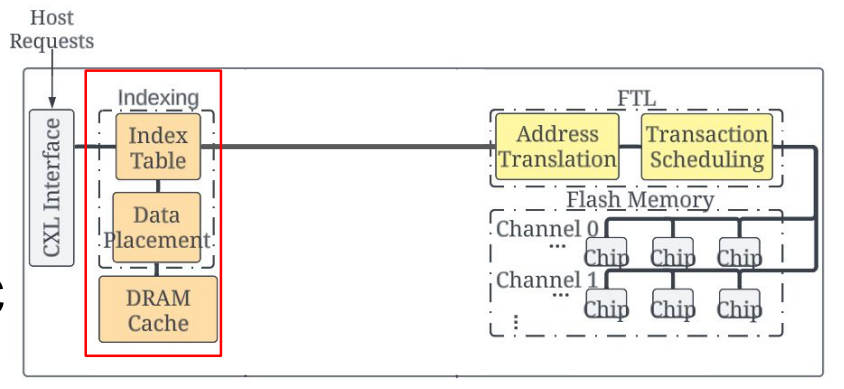 Host
Requests
CXL Interface
Indexing
Index
Table
Data
Placement
DRAM
Cache
FTL
Address
Translation
Transaction
Scheduling
Flash Memory
Channel 0
...
Chip Chip Chip
Channel 1
...
Chip Chip Chip
⋮